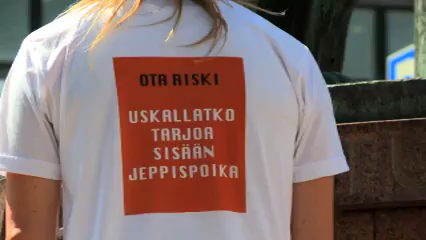 OTA RISKI
USKALLATKO
TARJOA
SISÄÄN
JEPPISPOIKA